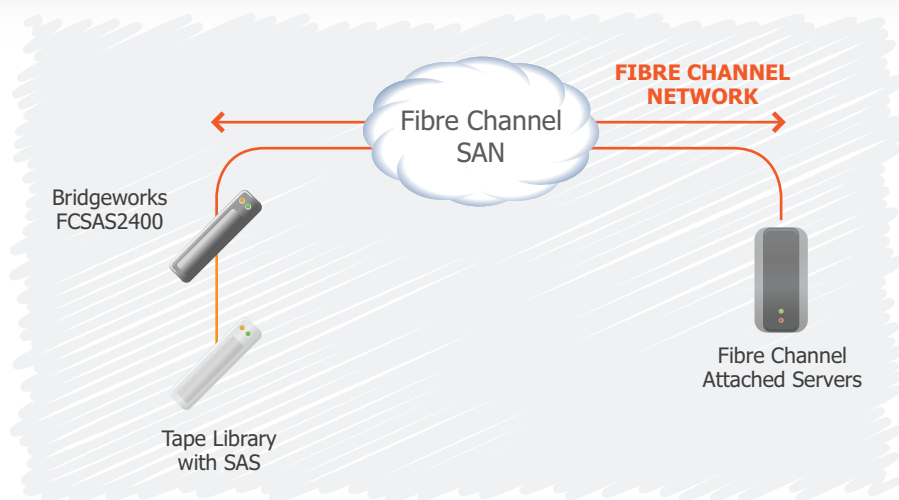 FIBRE CHANNEL
NETWORK
Fibre Channel
SAN
Bridgeworks
FCSAS2400
Fibre Channel
Attached Servers
Tape Library
with SAS